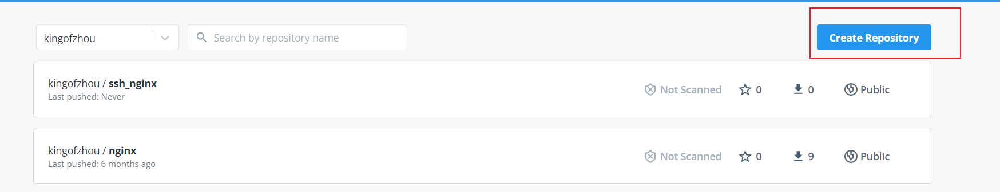 kingofzhou
Search by repository name
Create Repository
kingofzhou / ssh_nginx
Last pushed: Never
Not Scanned
0
0
Public
kingofzhou / nginx
Last pushed: 6 months ago
Not Scanned
0
9
Public